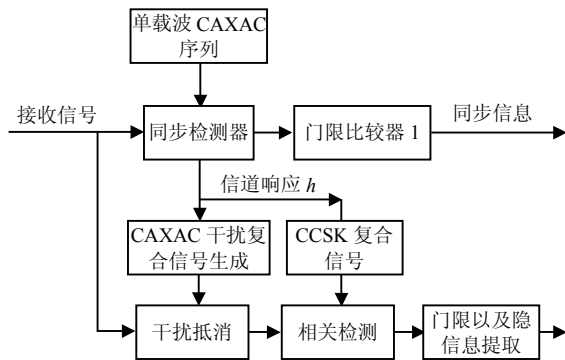 单载波 CAXAC
序列
接收信号
同步检测器
门限比较器 1
同步信息
信道响应 h
CAXAC 干扰复
合信号生成
CCSK 复合
信号
干扰抵消
相关检测
门限以及隐
信息提取